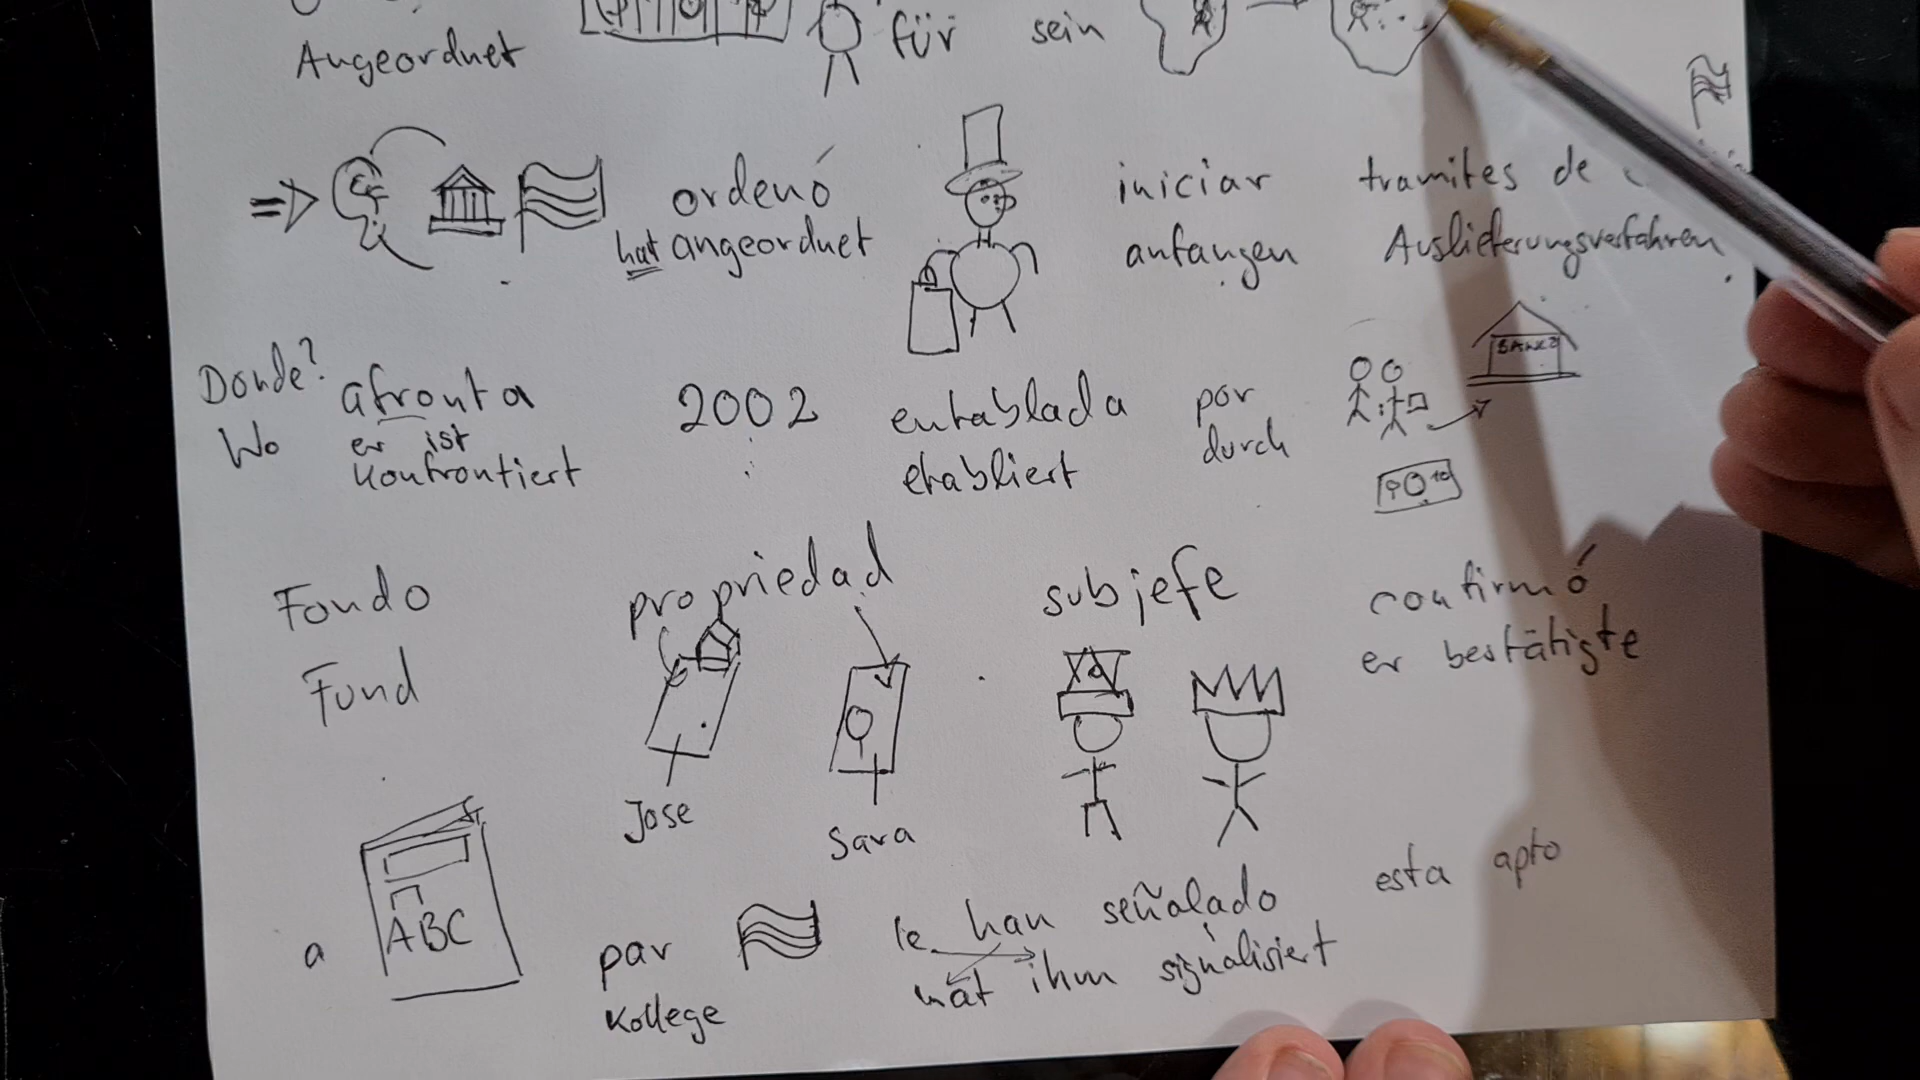 für sein
Angeordnet
ordenó iniciar tramites de
hat angeordnet anfangen Auslieferungsverfahren
Donde? afronta 2002 entablada por
Wo er ist etabliert durch
konfrontiert
BANCO
Fondo propriedad subjefe confirmó
Fund er bestätigte
Jose Sara
a ABC par le han señalado esta apto
Kollege hat ihm signalisiert